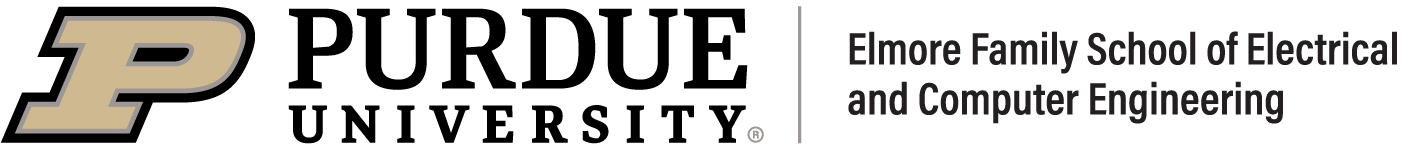 P
PURDUE
UNIVERSITY®
Elmore Family School of Electrical
and Computer Engineering